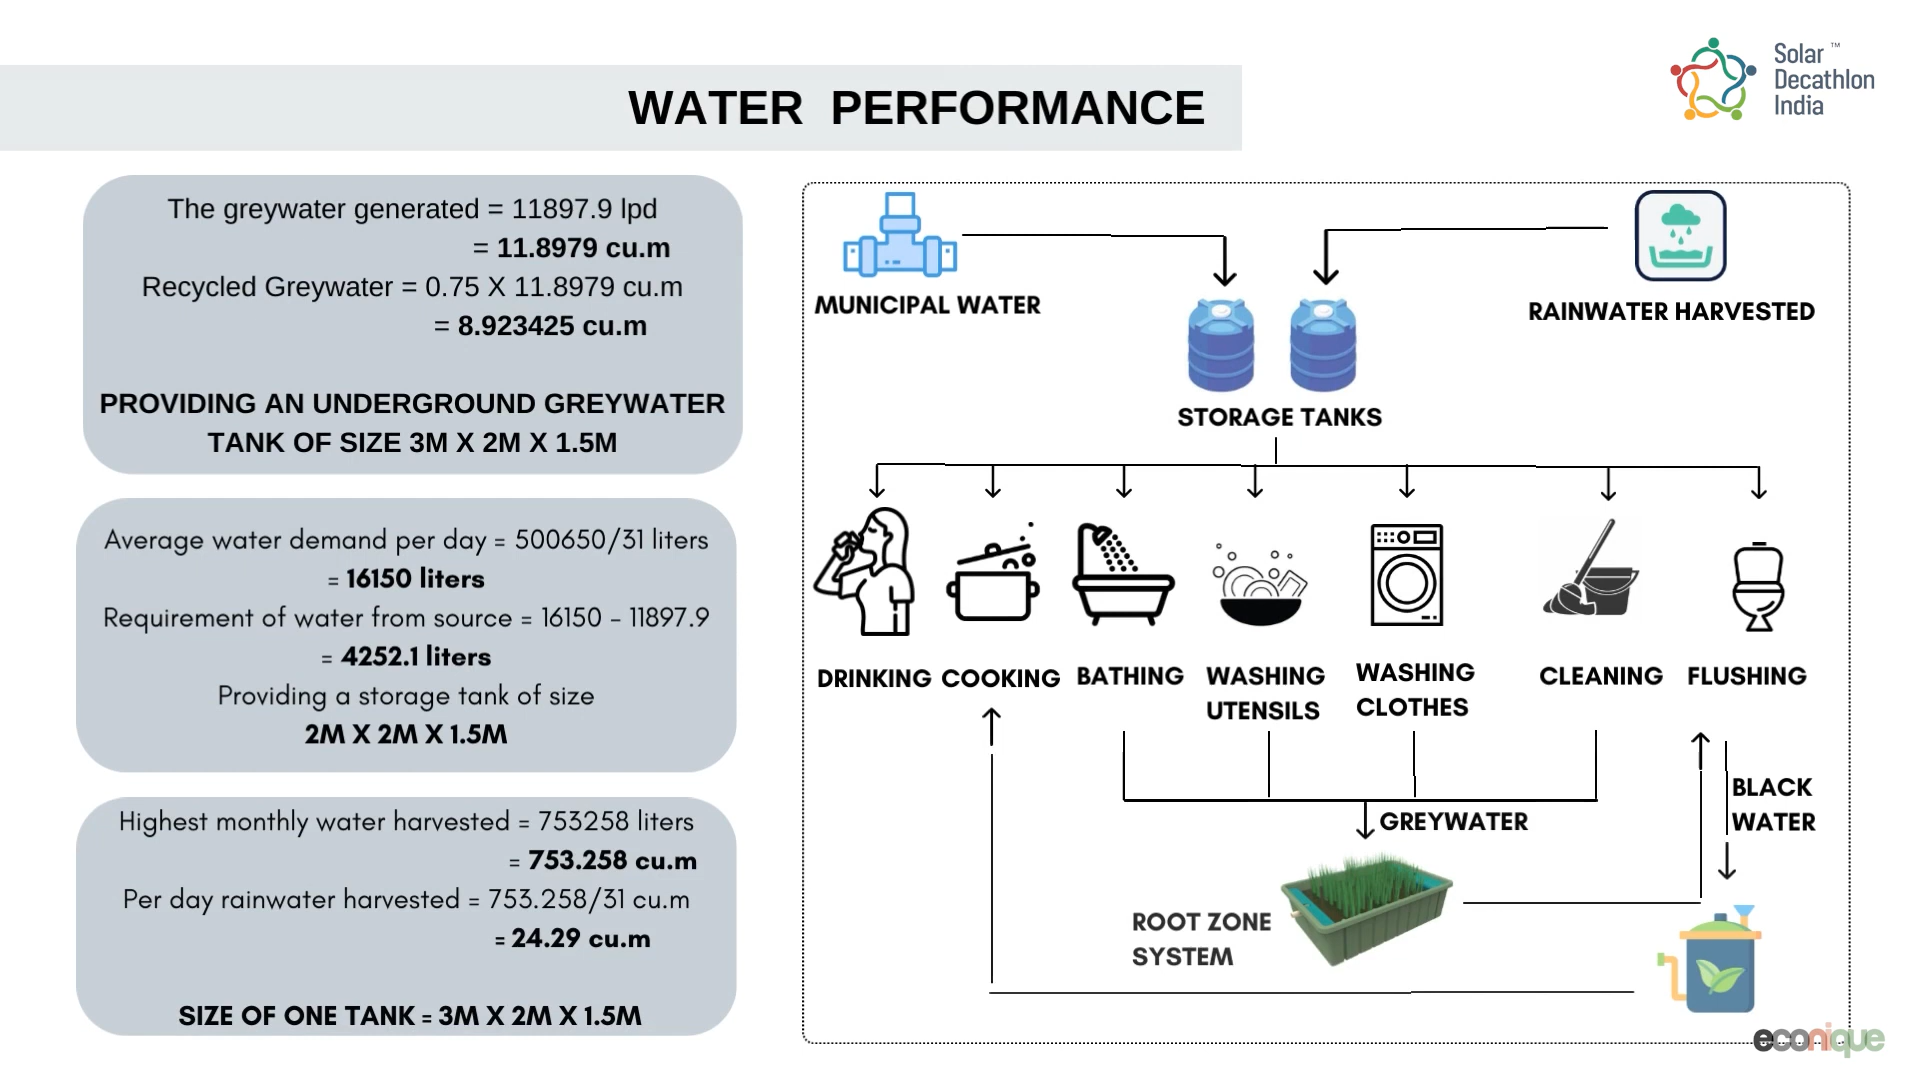 Solar ™
Decathlon
India
WATER PERFORMANCE
The greywater generated = 11897.9 lpd
= 11.8979 cu.m
Recycled Greywater = 0.75 X 11.8979 cu.m
= 8.923425 cu.m
PROVIDING AN UNDERGROUND GREYWATER
TANK OF SIZE 3M X 2M X 1.5M
Average water demand per day = 500650/31 liters
= 16150 liters
Requirement of water from source = 16150 - 11897.9
= 4252.1 liters
Providing a storage tank of size
2M X 2M X 1.5M
Highest monthly water harvested = 753258 liters
= 753.258 cu.m
Per day rainwater harvested = 753.258/31 cu.m
= 24.29 cu.m
SIZE OF ONE TANK = 3M X 2M X 1.5M
MUNICIPAL WATER
RAINWATER HARVESTED
STORAGE TANKS
DRINKING
COOKING
BATHING
WASHING
UTENSILS
WASHING
CLOTHES
CLEANING
FLUSHING
BLACK
WATER
GREYWATER
ROOT ZONE
SYSTEM
econique